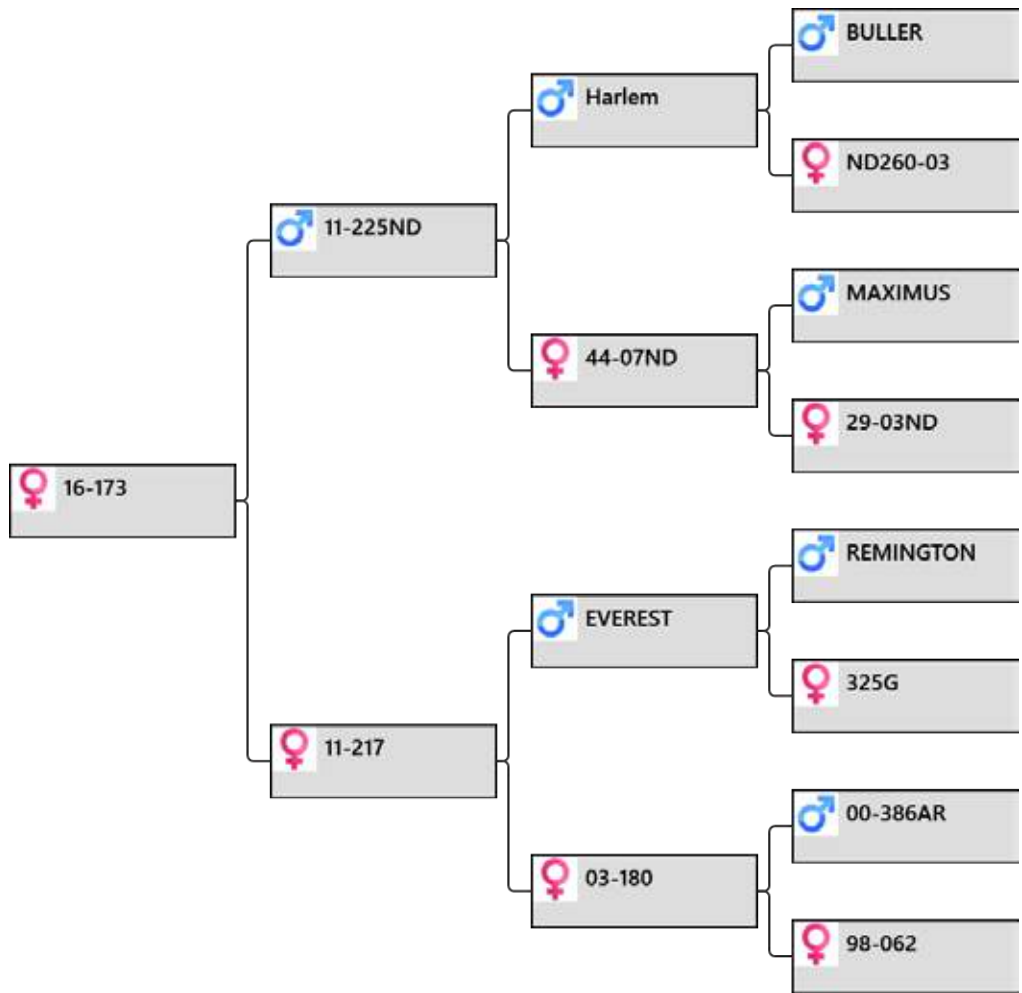 BULLER
Harlem
ND260-03
11-225ND
MAXIMUS
44-07ND
29-03ND
16-173
REMINGTON
EVEREST
325G
11-217
00-386AR
03-180
98-062